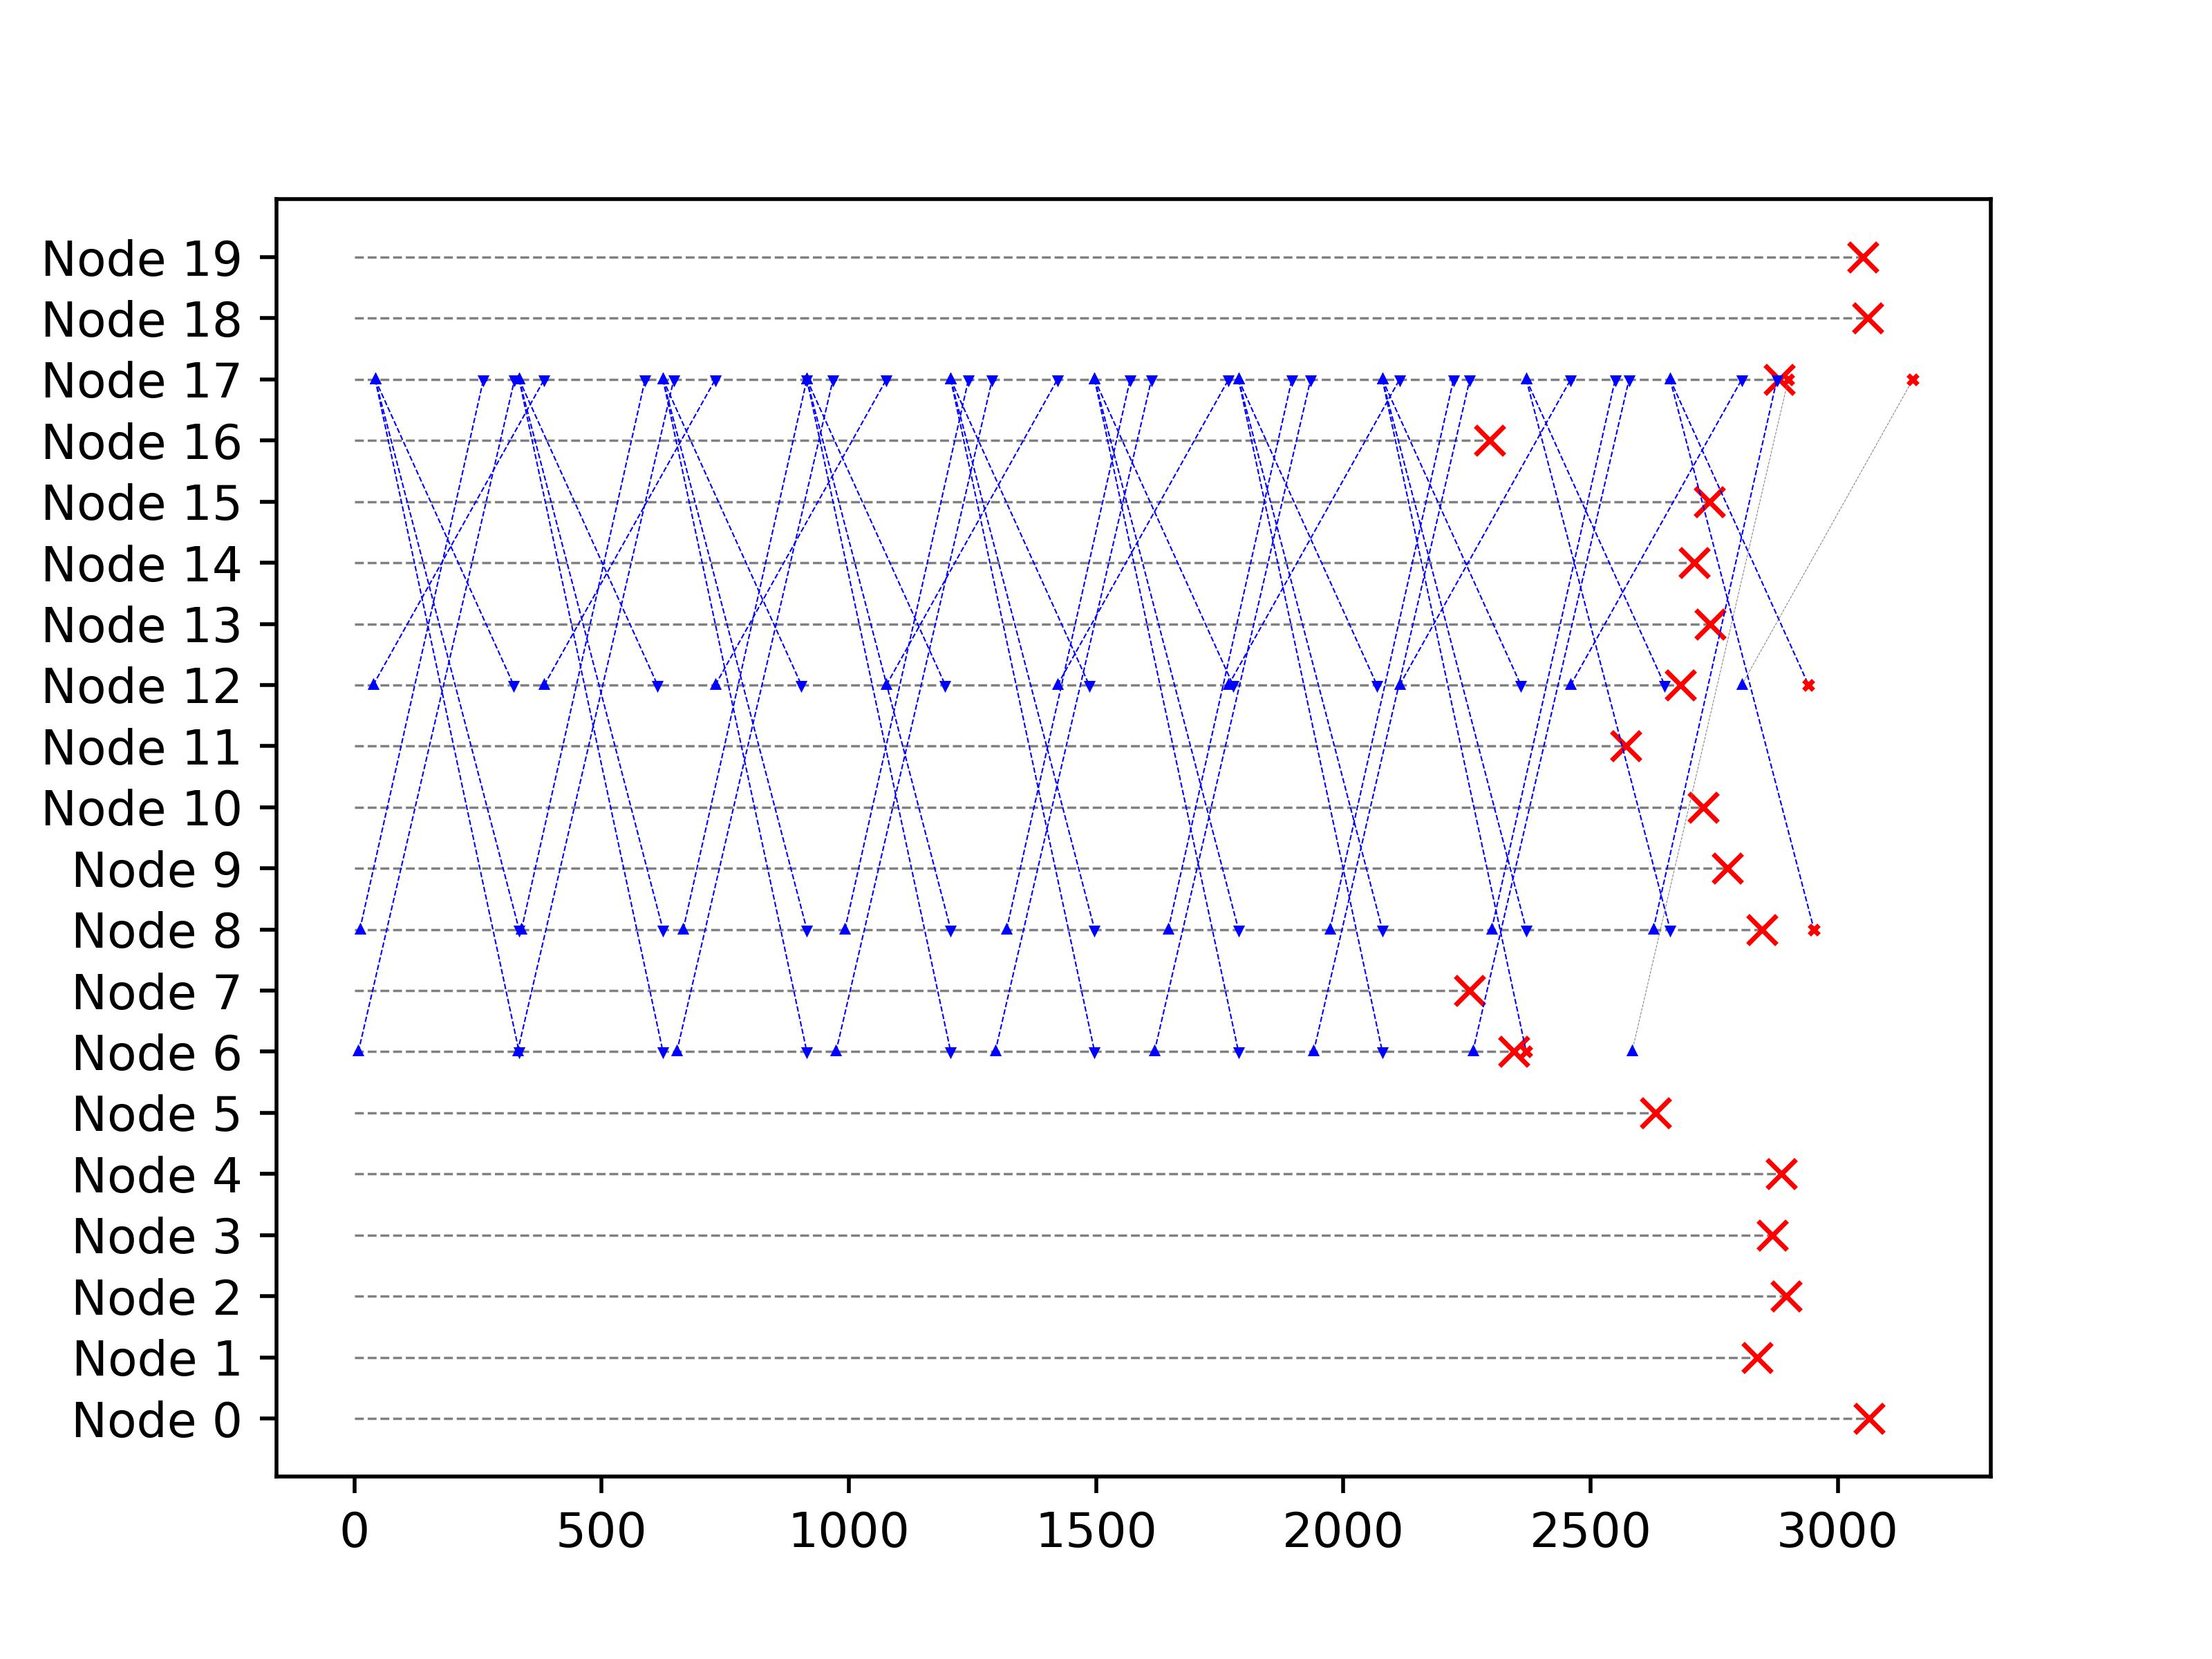 Node 19
Node 18
Node 17
Node 16
Node 15
Node 14
Node 13
Node 12
Node 11
Node 10
Node 9
Node 8
Node 7
Node 6
Node 5
Node 4
Node 3
Node 2
Node 1
Node 0
0 500 1000 1500 2000 2500 3000